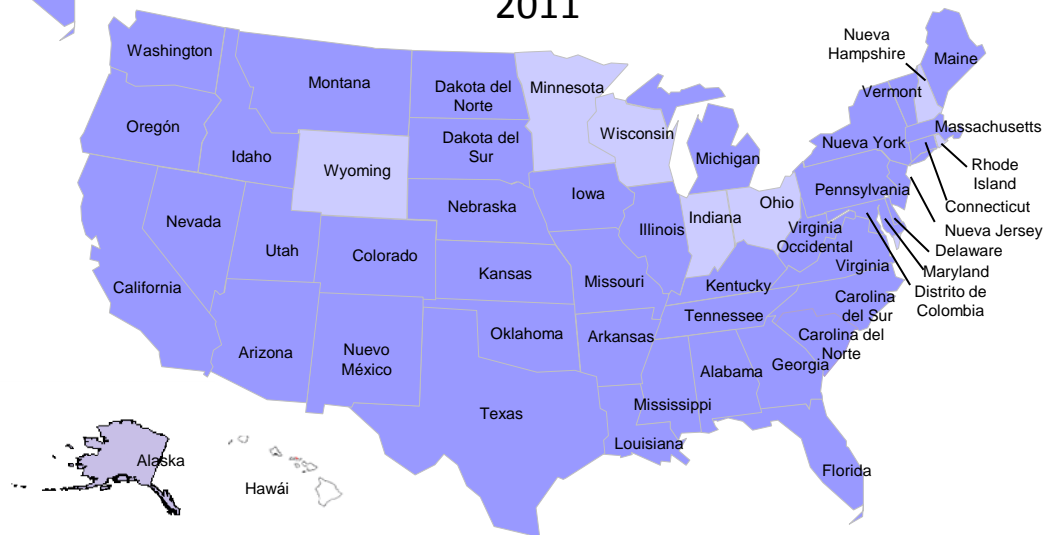 2011
Washington
Montana
Dakota del
Norte
Minnesota
Nueva
Hampshire
Maine
Vermont
Oregón
Idaho
Wyoming
Dakota del
Sur
Wisconsin
Michigan
Nueva York
Massachusetts
Rhode
Island
Connecticut
Nueva Jersey
Delaware
Maryland
Distrito de
Colombia
Nevada
Utah
Colorado
Nebraska
Iowa
Illinois
Indiana
Ohio
Pennsylvania
Virginia
Occidental
Virginia
California
Kansas
Missouri
Kentucky
Carolina
del Sur
Tennessee
Carolina del
Norte
Arizona
Nuevo
México
Oklahoma
Arkansas
Alabama
Georgia
Texas
Mississippi
Louisiana
Florida
Alaska
Hawái